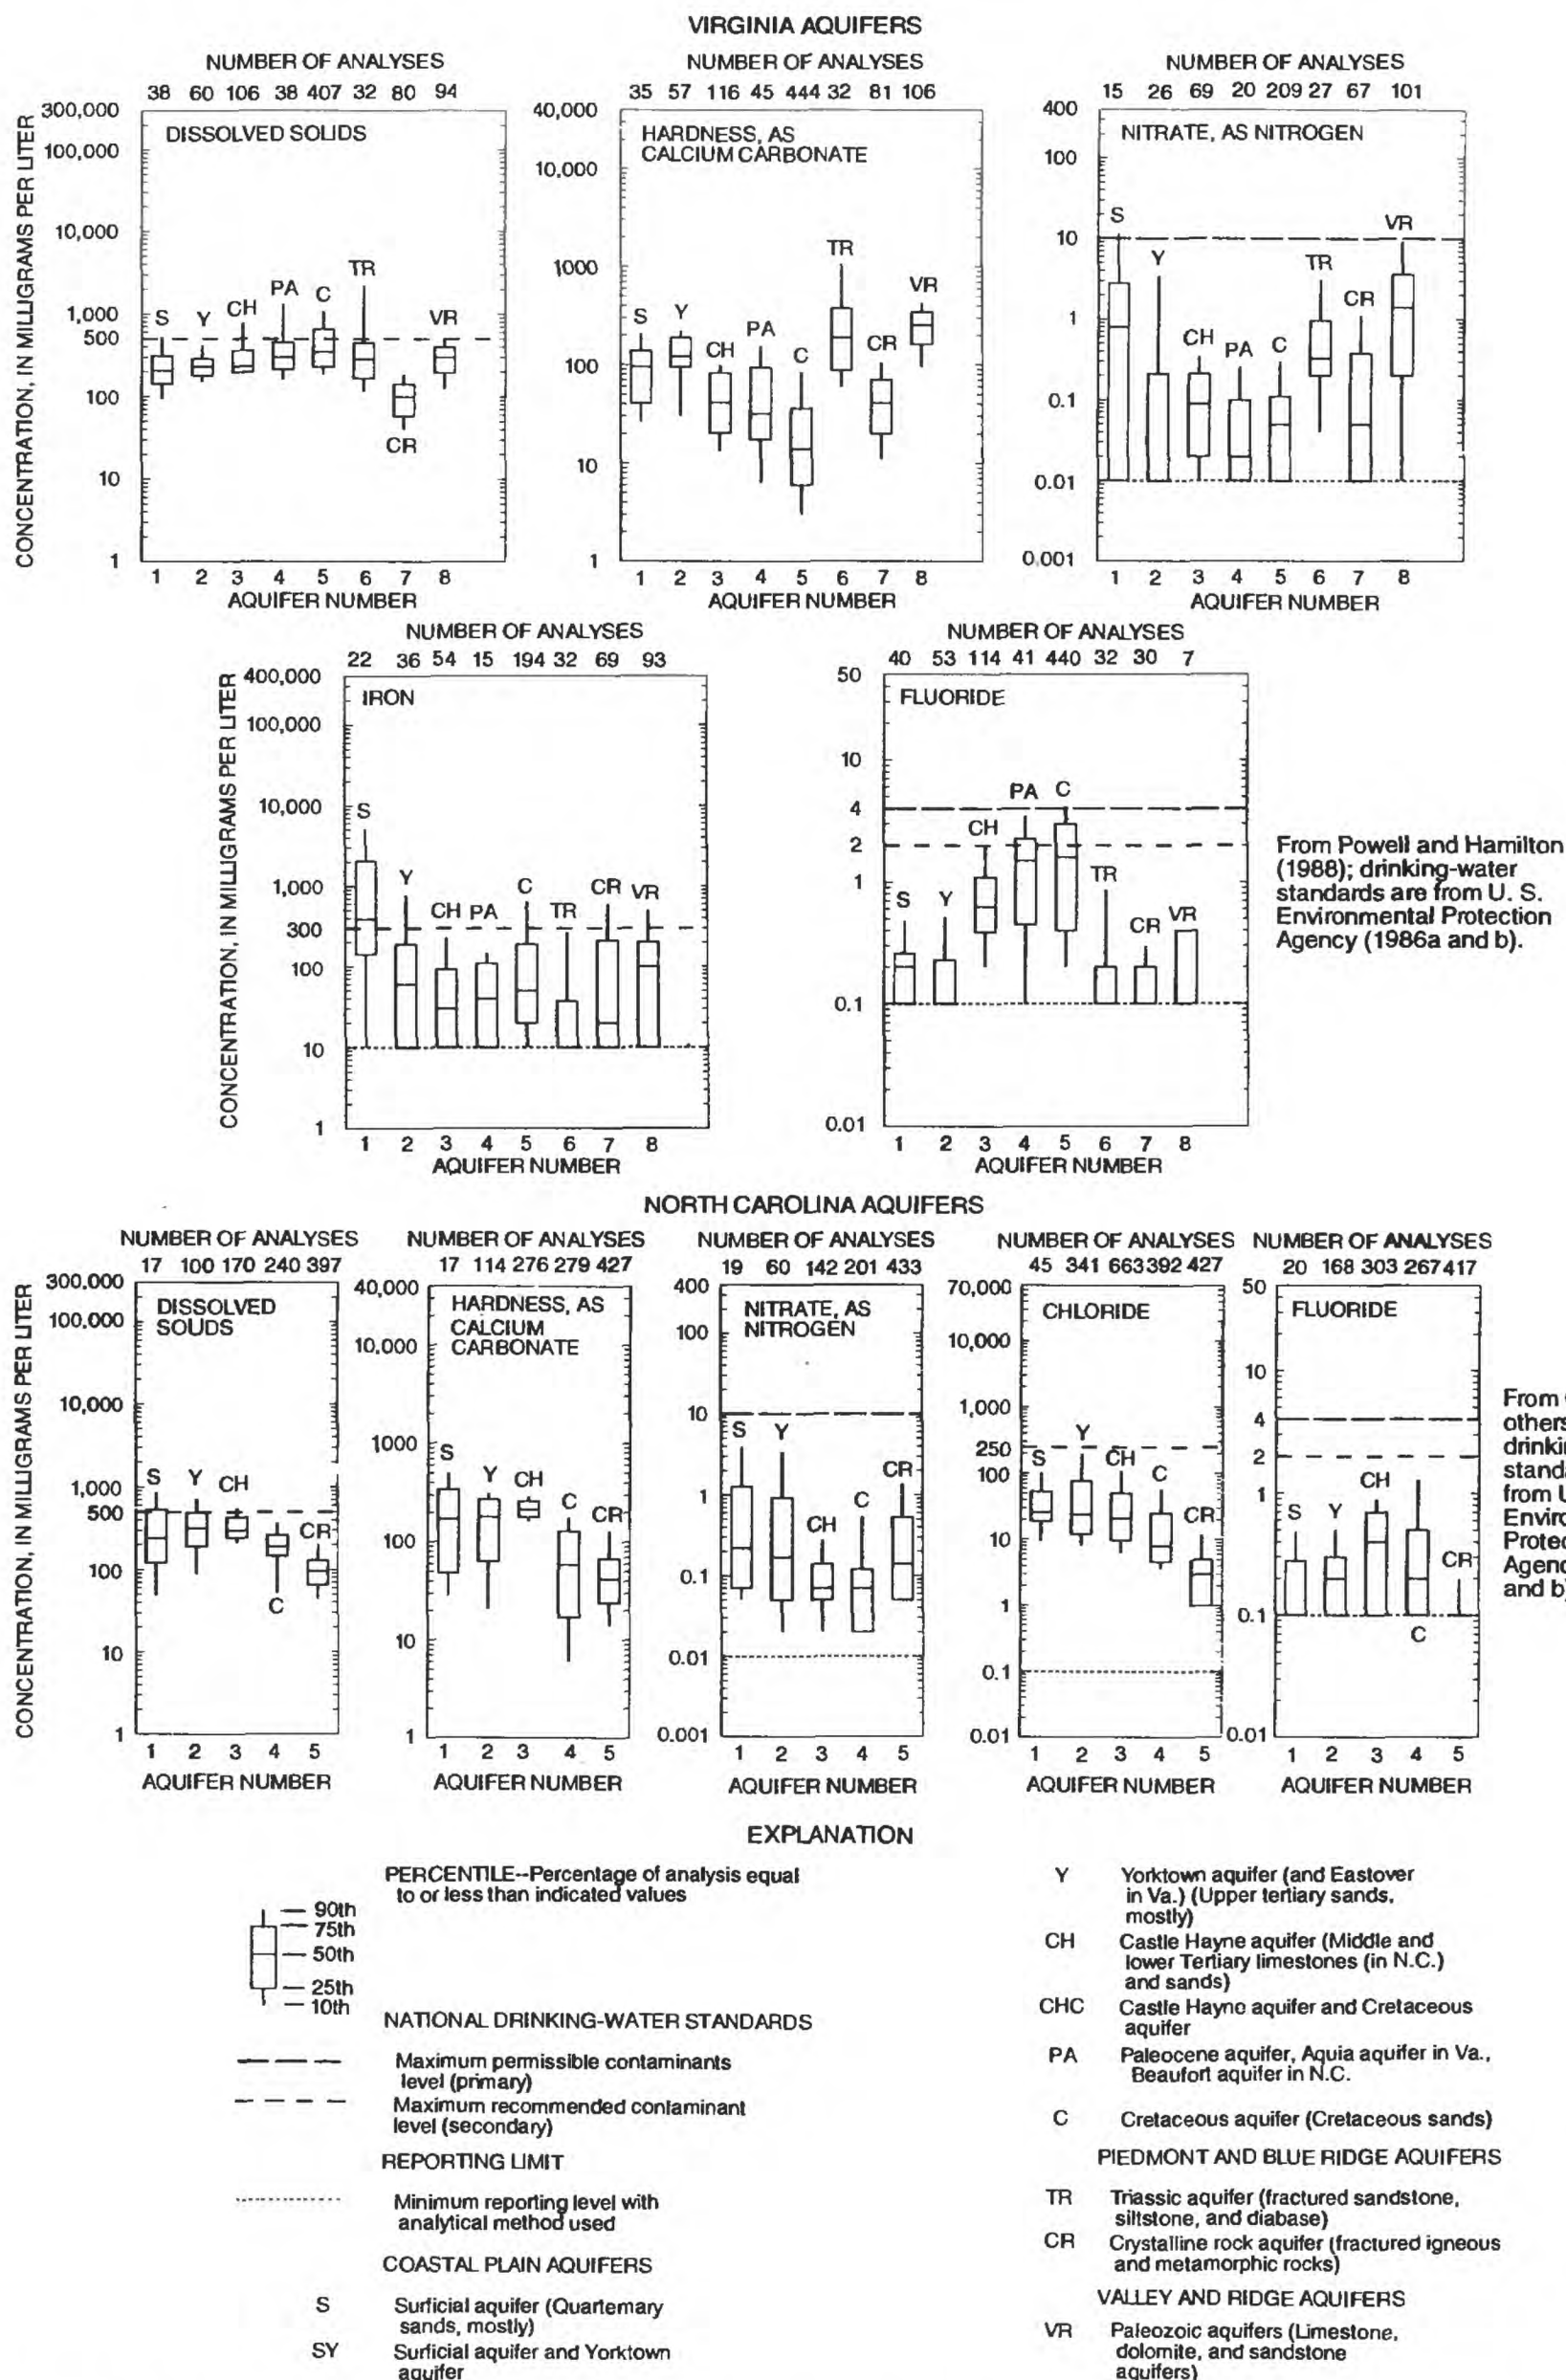 VIRGINIA AQUIFERS
NUMBER OF ANALYSES
38 60 106 38 407 32 80 94
DISSOLVED SOLIDS
CONCENTRATION, IN MILLIGRAMS PER LITER
300,000
100,000
10,000
1,000
500
100
10
1
S Y CH PA C TR CR VR
1 2 3 4 5 6 7 8
AQUIFER NUMBER
NUMBER OF ANALYSES
35 57 116 45 444 32 81 106
HARDNESS, AS
CALCIUM CARBONATE
40,000
10,000
1000
100
10
1
S Y CH PA C TR CR VR
1 2 3 4 5 6 7 8
AQUIFER NUMBER
NUMBER OF ANALYSES
15 26 69 20 209 27 67 101
NITRATE, AS NITROGEN
400
100
10
1
0.1
0.01
0.001
S Y CH PA C TR CR VR
1 2 3 4 5 6 7 8
AQUIFER NUMBER
NUMBER OF ANALYSES
22 36 54 15 194 32 69 93
IRON
CONCENTRATION, IN MILLIGRAMS PER LITER
400,000
100,000
10,000
1,000
300
100
10
1
S Y CH PA C TR CR VR
1 2 3 4 5 6 7 8
AQUIFER NUMBER
NUMBER OF ANALYSES
40 53 114 41 440 32 30 7
FLUORIDE
50
10
4
2
1
0.1
0.01
S Y CH PA C TR CR VR
1 2 3 4 5 6 7 8
AQUIFER NUMBER
From Powell and Hamilton
(1988); drinking-water
standards are from U. S.
Environmental Protection
Agency (1986a and b).
NORTH CAROLINA AQUIFERS
NUMBER OF ANALYSES
17 100 170 240 397
DISSOLVED
SOUDS
CONCENTRATION, IN MILLIGRAMS PER LITER
300,000
100,000
10,000
1,000
500
100
10
1
S Y CH C CR
1 2 3 4 5
AQUIFER NUMBER
NUMBER OF ANALYSES
17 114 276 279 427
HARDNESS, AS
CALCIUM
CARBONATE
40,000
10,000
1000
100
10
1
S Y CH C CR
1 2 3 4 5
AQUIFER NUMBER
NUMBER OF ANALYSES
19 60 142 201 433
NITRATE, AS
NITROGEN
400
100
10
1
0.1
0.01
0.001
S Y CH C CR
1 2 3 4 5
AQUIFER NUMBER
NUMBER OF ANALYSES
45 341 663 392 427
CHLORIDE
70,000
10,000
1,000
250
100
10
1
0.1
0.01
S Y CH C CR
1 2 3 4 5
AQUIFER NUMBER
NUMBER OF ANALYSES
20 168 303 267 417
FLUORIDE
50
10
4
2
1
0.1
0.01
S Y CH C CR
1 2 3 4 5
AQUIFER NUMBER
From
others
drinki
standa
from U
Enviro
Protec
Agenc
and b)
EXPLANATION
PERCENTILE--Percentage of analysis equal
to or less than indicated values
90th
75th
50th
25th
10th
NATIONAL DRINKING-WATER STANDARDS
Maximum permissible contaminants
level (primary)
Maximum recommended contaminant
level (secondary)
REPORTING LIMIT
Minimum reporting level with
analytical method used
COASTAL PLAIN AQUIFERS
S Surficial aquifer (Quarternary
sands, mostly)
SY Surficial aquifer and Yorktown
aquifer
Y Yorktown aquifer (and Eastover
in Va.) (Upper tertiary sands,
mostly)
CH Castle Hayne aquifer (Middle and
lower Tertiary limestones (in N.C.)
and sands)
CHC Castle Hayne aquifer and Cretaceous
aquifer
PA Paleocene aquifer, Aquia aquifer in Va.,
Beaufort aquifer in N.C.
C Cretaceous aquifer (Cretaceous sands)
PIEDMONT AND BLUE RIDGE AQUIFERS
TR Triassic aquifer (fractured sandstone,
siltstone, and diabase)
CR Crystalline rock aquifer (fractured igneous
and metamorphic rocks)
VALLEY AND RIDGE AQUIFERS
VR Paleozoic aquifers (Limestone,
dolomite, and sandstone
aquifers)